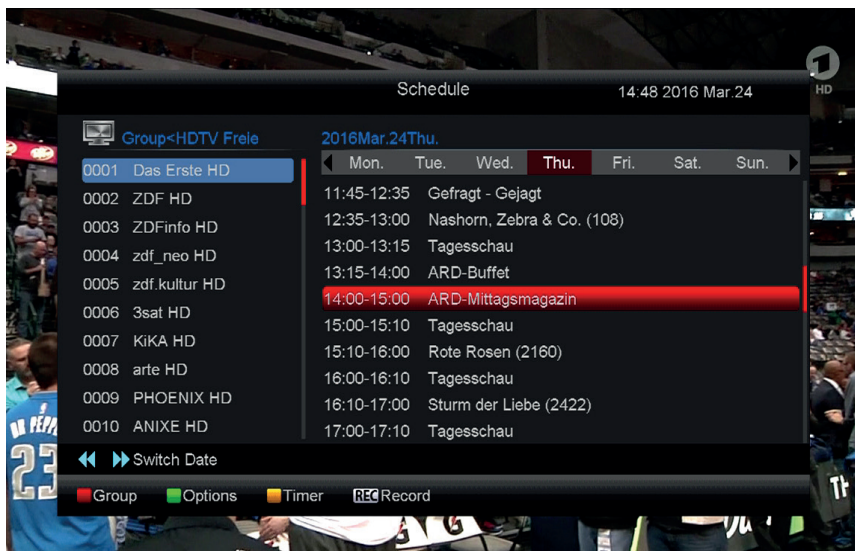 Schedule
14:48 2016 Mar.24
HD
Group<HDTV Freie
2016Mar.24Thu.
Mon. Tue. Wed. Thu. Fri. Sat. Sun.
0001 Das Erste HD
0002 ZDF HD
0003 ZDFinfo HD
0004 zdf_neo HD
0005 zdf.kultur HD
0006 3sat HD
0007 KiKA HD
0008 arte HD
0009 PHOENIX HD
0010 ANIXE HD
11:45-12:35 Gefragt - Gejagt
12:35-13:00 Nashorn, Zebra & Co. (108)
13:00-13:15 Tagesschau
13:15-14:00 ARD-Buffet
14:00-15:00 ARD-Mittagsmagazin
15:00-15:10 Tagesschau
15:10-16:00 Rote Rosen (2160)
16:00-16:10 Tagesschau
16:10-17:00 Sturm der Liebe (2422)
17:00-17:10 Tagesschau
Switch Date
Group Options Timer REC Record
23